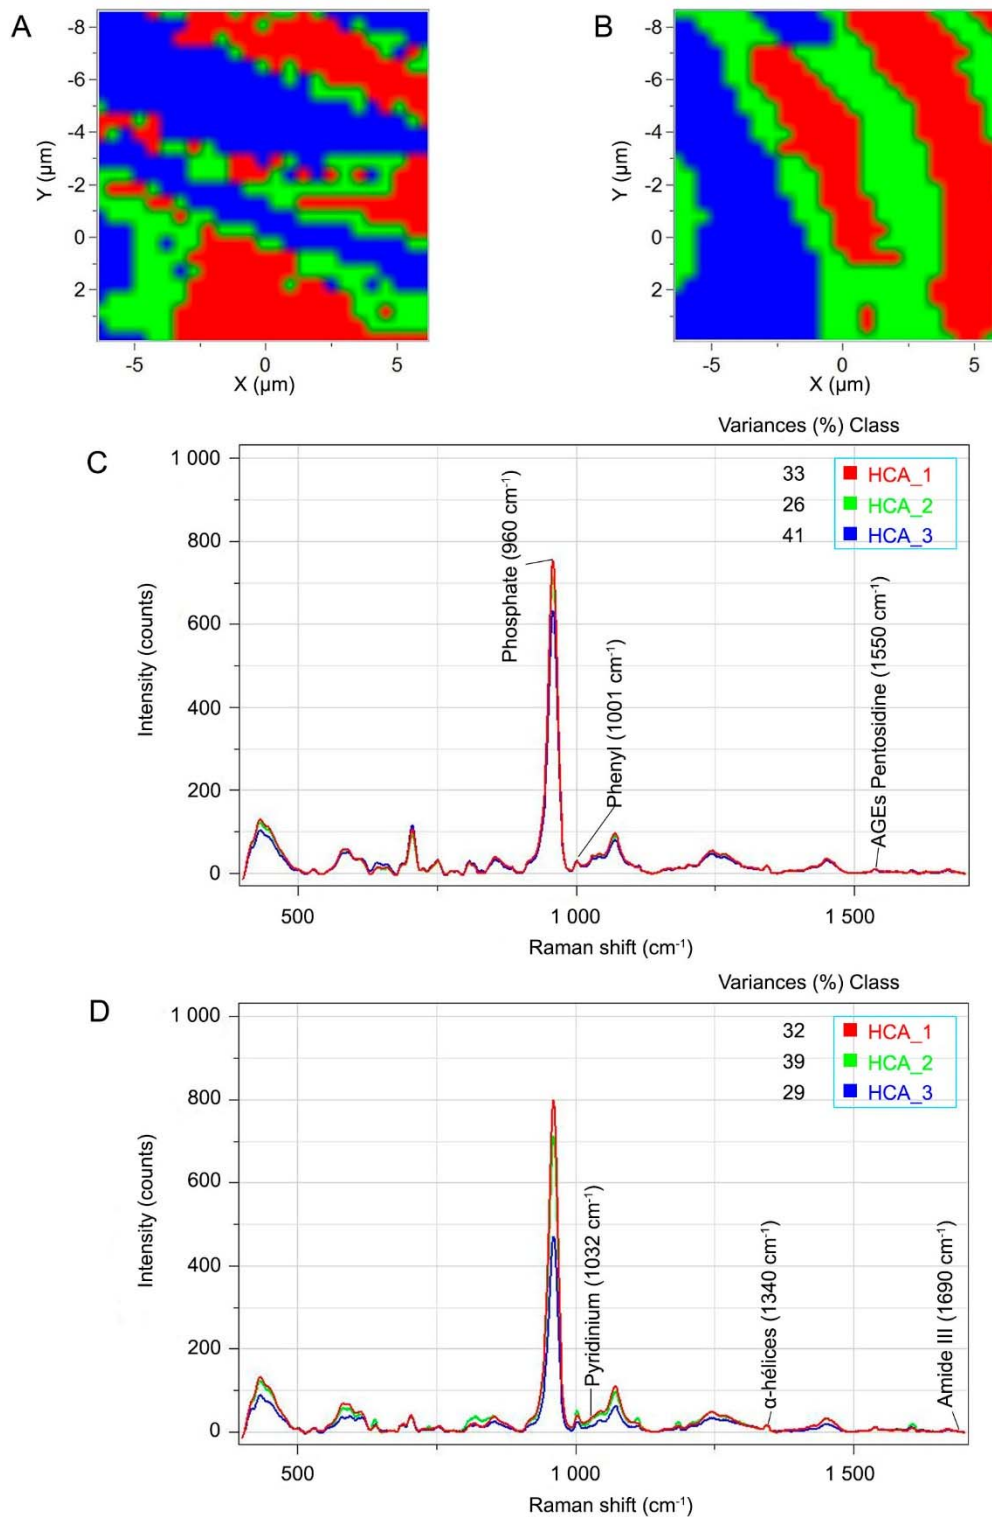 A
-8
-6
-4
-2
0
2
Y (µm)
-5 0 5
X (µm)
B
-8
-6
-4
-2
0
2
Y (µm)
-5 0 5
X (µm)
C
Variances (%) Class
33 HCA_1
26 HCA_2
41 HCA_3
1 000
800
600
400
200
0
Intensity (counts)
Phosphate (960 cm⁻¹)
Phenyl (1001 cm⁻¹)
AGEs Pentosidine (1550 cm⁻¹)
500 1 000 1 500
Raman shift (cm⁻¹)
D
Variances (%) Class
32 HCA_1
39 HCA_2
29 HCA_3
1 000
800
600
400
200
0
Intensity (counts)
Pyridinium (1032 cm⁻¹)
α-hélices (1340 cm⁻¹)
Amide III (1690 cm⁻¹)
500 1 000 1 500
Raman shift (cm⁻¹)